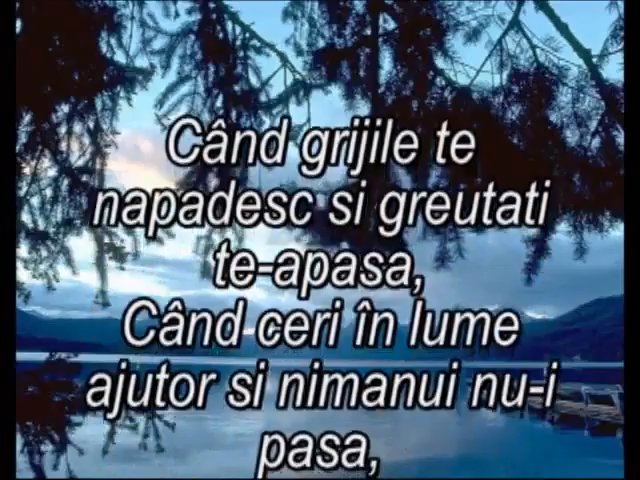 Când grijile te
napadesc si greutati
te-apasa,
Când ceri în lume
ajutor si nimanui nu-i
pasa,